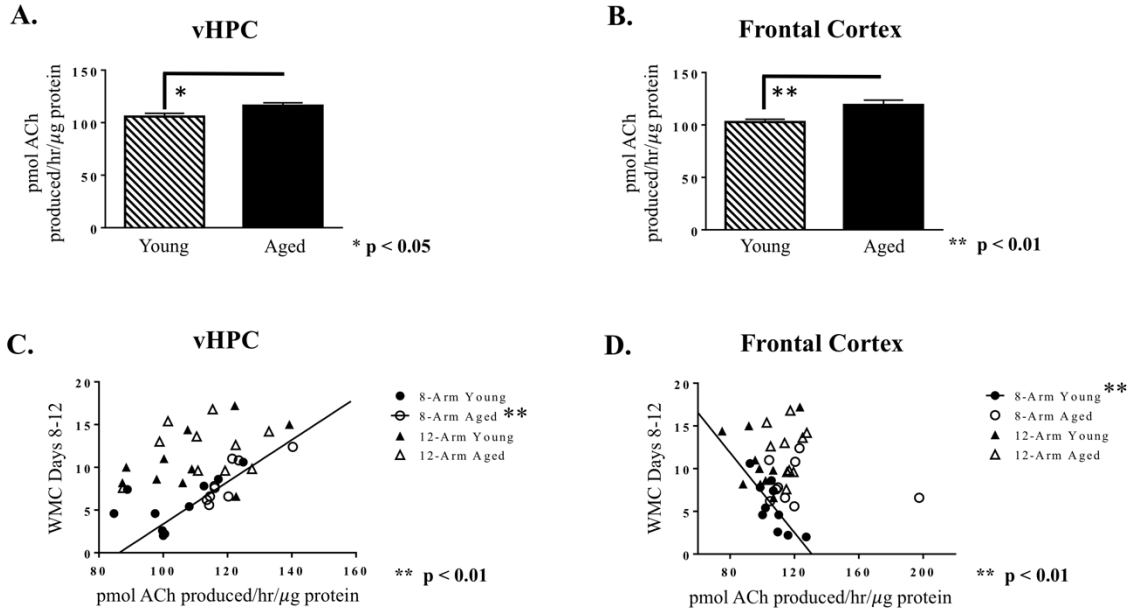 A.
vHPC
pmol ACh
produced/hr/μg protein
150
100
50
0
*
Young
Aged
* p < 0.05
B.
Frontal Cortex
pmol ACh
produced/hr/μg protein
150
100
50
0
**
Young
Aged
** p < 0.01
C.
vHPC
WMC Days 8-12
20
15
10
5
0
80 100 120 140 160
pmol ACh produced/hr/μg protein
8-Arm Young
8-Arm Aged **
12-Arm Young
12-Arm Aged
** p < 0.01
D.
Frontal Cortex
WMC Days 8-12
20
15
10
5
0
80 120 160 200
pmol ACh produced/hr/μg protein
8-Arm Young **
8-Arm Aged
12-Arm Young
12-Arm Aged
** p < 0.01